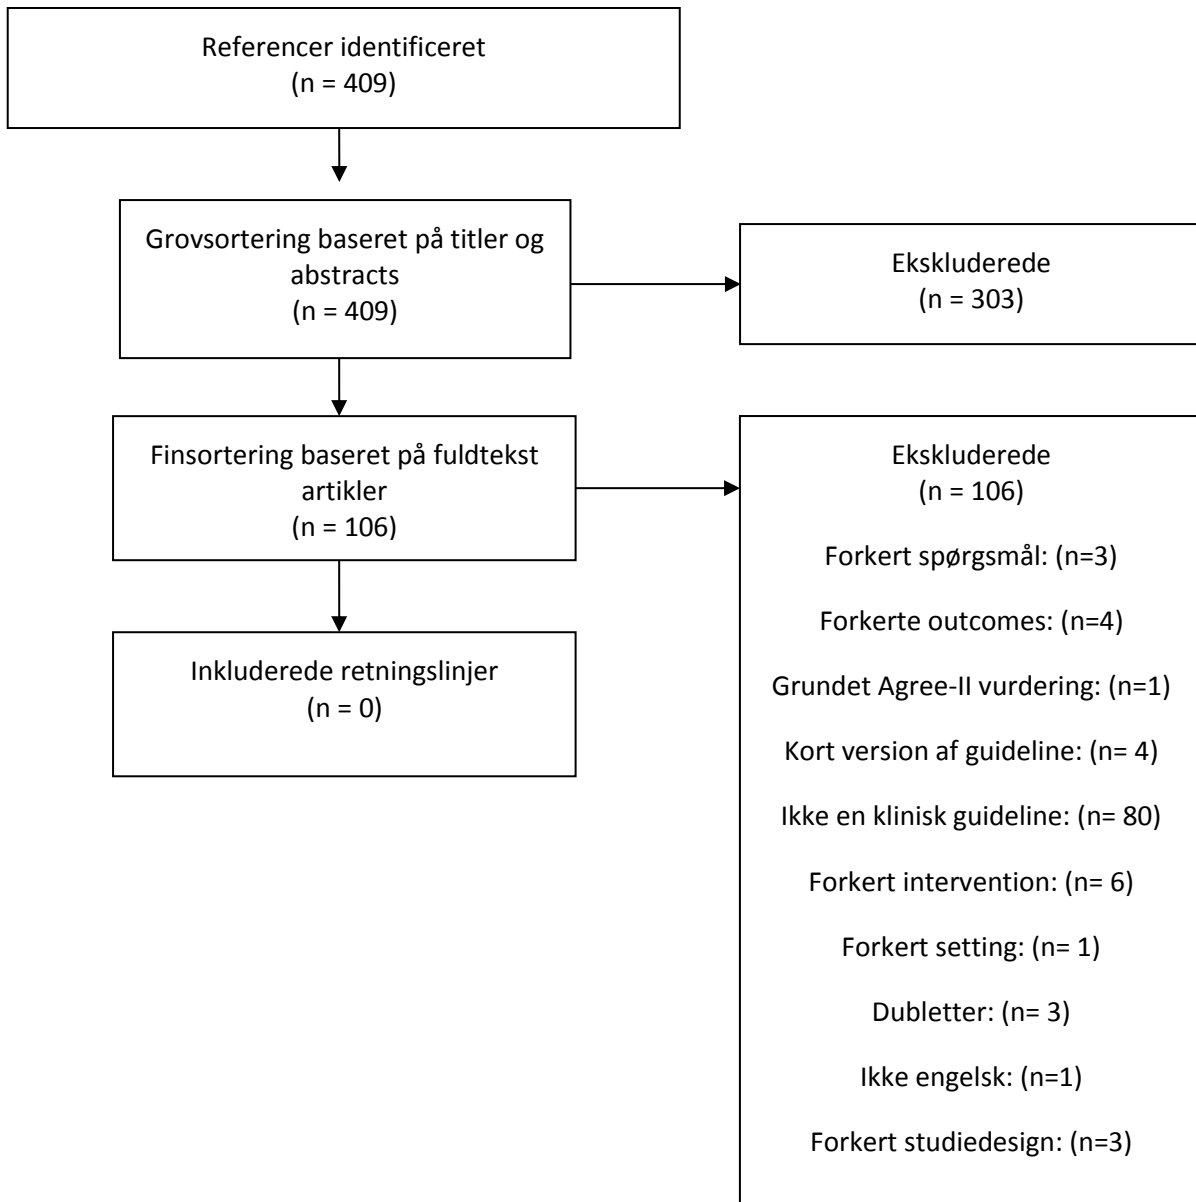 Referencer identificeret
(n = 409)
Grovsortering baseret på titler og
abstracts
(n = 409)
Ekskluderede
(n = 303)
Finsortering baseret på fuldtekst
artikler
(n = 106)
Ekskluderede
(n = 106)
Forkert spørgsmål: (n=3)
Forkerte outcomes: (n=4)
Grundet Agree-II vurdering: (n=1)
Kort version af guideline: (n= 4)
Ikke en klinisk guideline: (n= 80)
Forkert intervention: (n= 6)
Forkert setting: (n= 1)
Dubletter: (n= 3)
Ikke engelsk: (n=1)
Forkert studiedesign: (n=3)
Inkluderede retningslinjer
(n = 0)